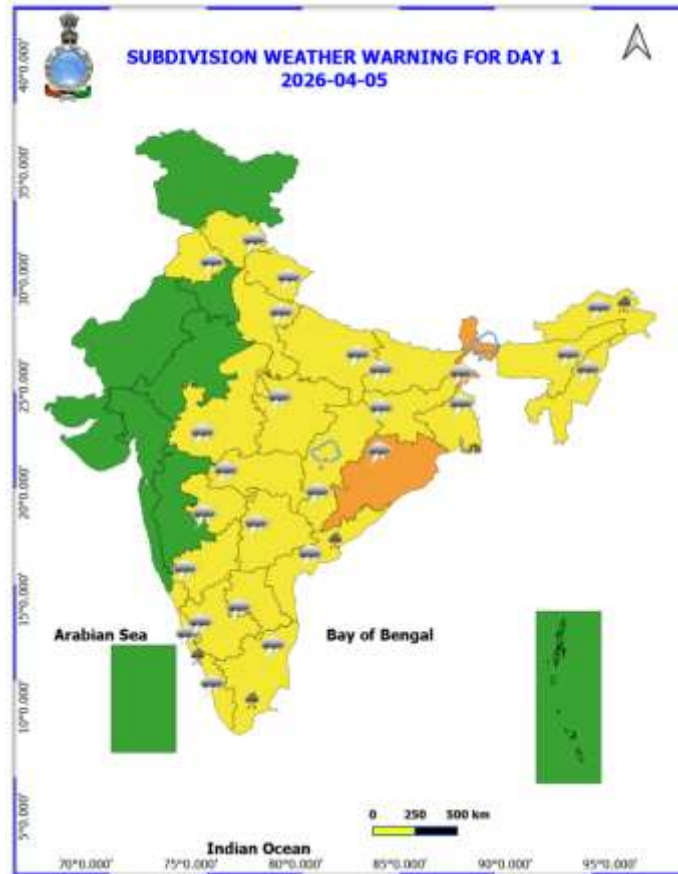 SUBDIVISION WEATHER WARNING FOR DAY 1
2026-04-05
40°0.000'
35°0.000'
30°0.000'
25°0.000'
20°0.000'
15°0.000'
10°0.000'
5°0.000'
Arabian Sea
Bay of Bengal
0 250 500 km
Indian Ocean
70°0.000' 75°0.000' 80°0.000' 85°0.000' 90°0.000' 95°0.000'